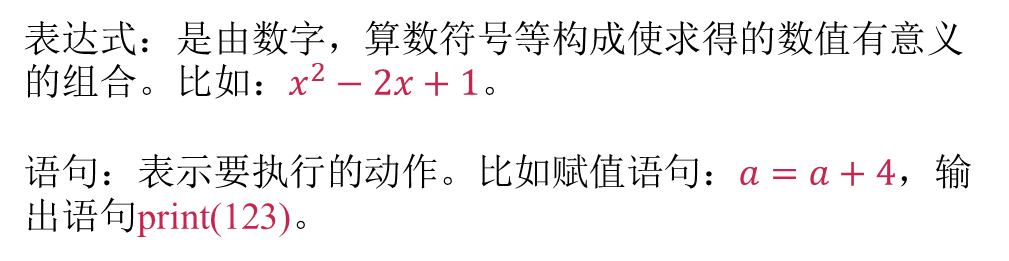 表达式：是由数字，算数符号等构成使求得的数值有意义
的组合。比如：x² − 2x + 1。
语句：表示要执行的动作。比如赋值语句：a = a + 4，输
出语句print(123)。